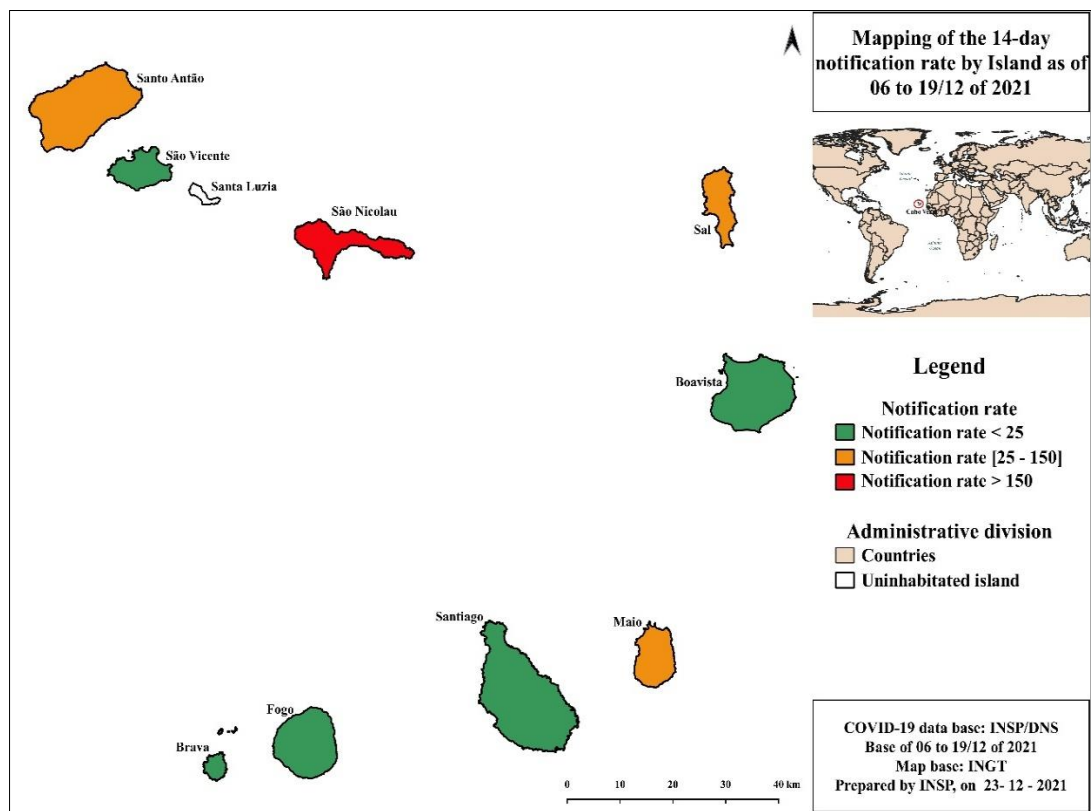 Mapping of the 14-day
notification rate by Island as of
06 to 19/12 of 2021
Santo Antão
São Vicente
Santa Luzia
São Nicolau
Sal
Boavista
Santiago
Maio
Fogo
Brava
Legend
Notification rate
Notification rate < 25
Notification rate [25 - 150]
Notification rate > 150
Administrative division
Countries
Uninhabitated island
0 10 20 30 40 km
COVID-19 data base: INSP/DNS
Base of 06 to 19/12 of 2021
Map base: INGT
Prepared by INSP, on 23- 12 - 2021